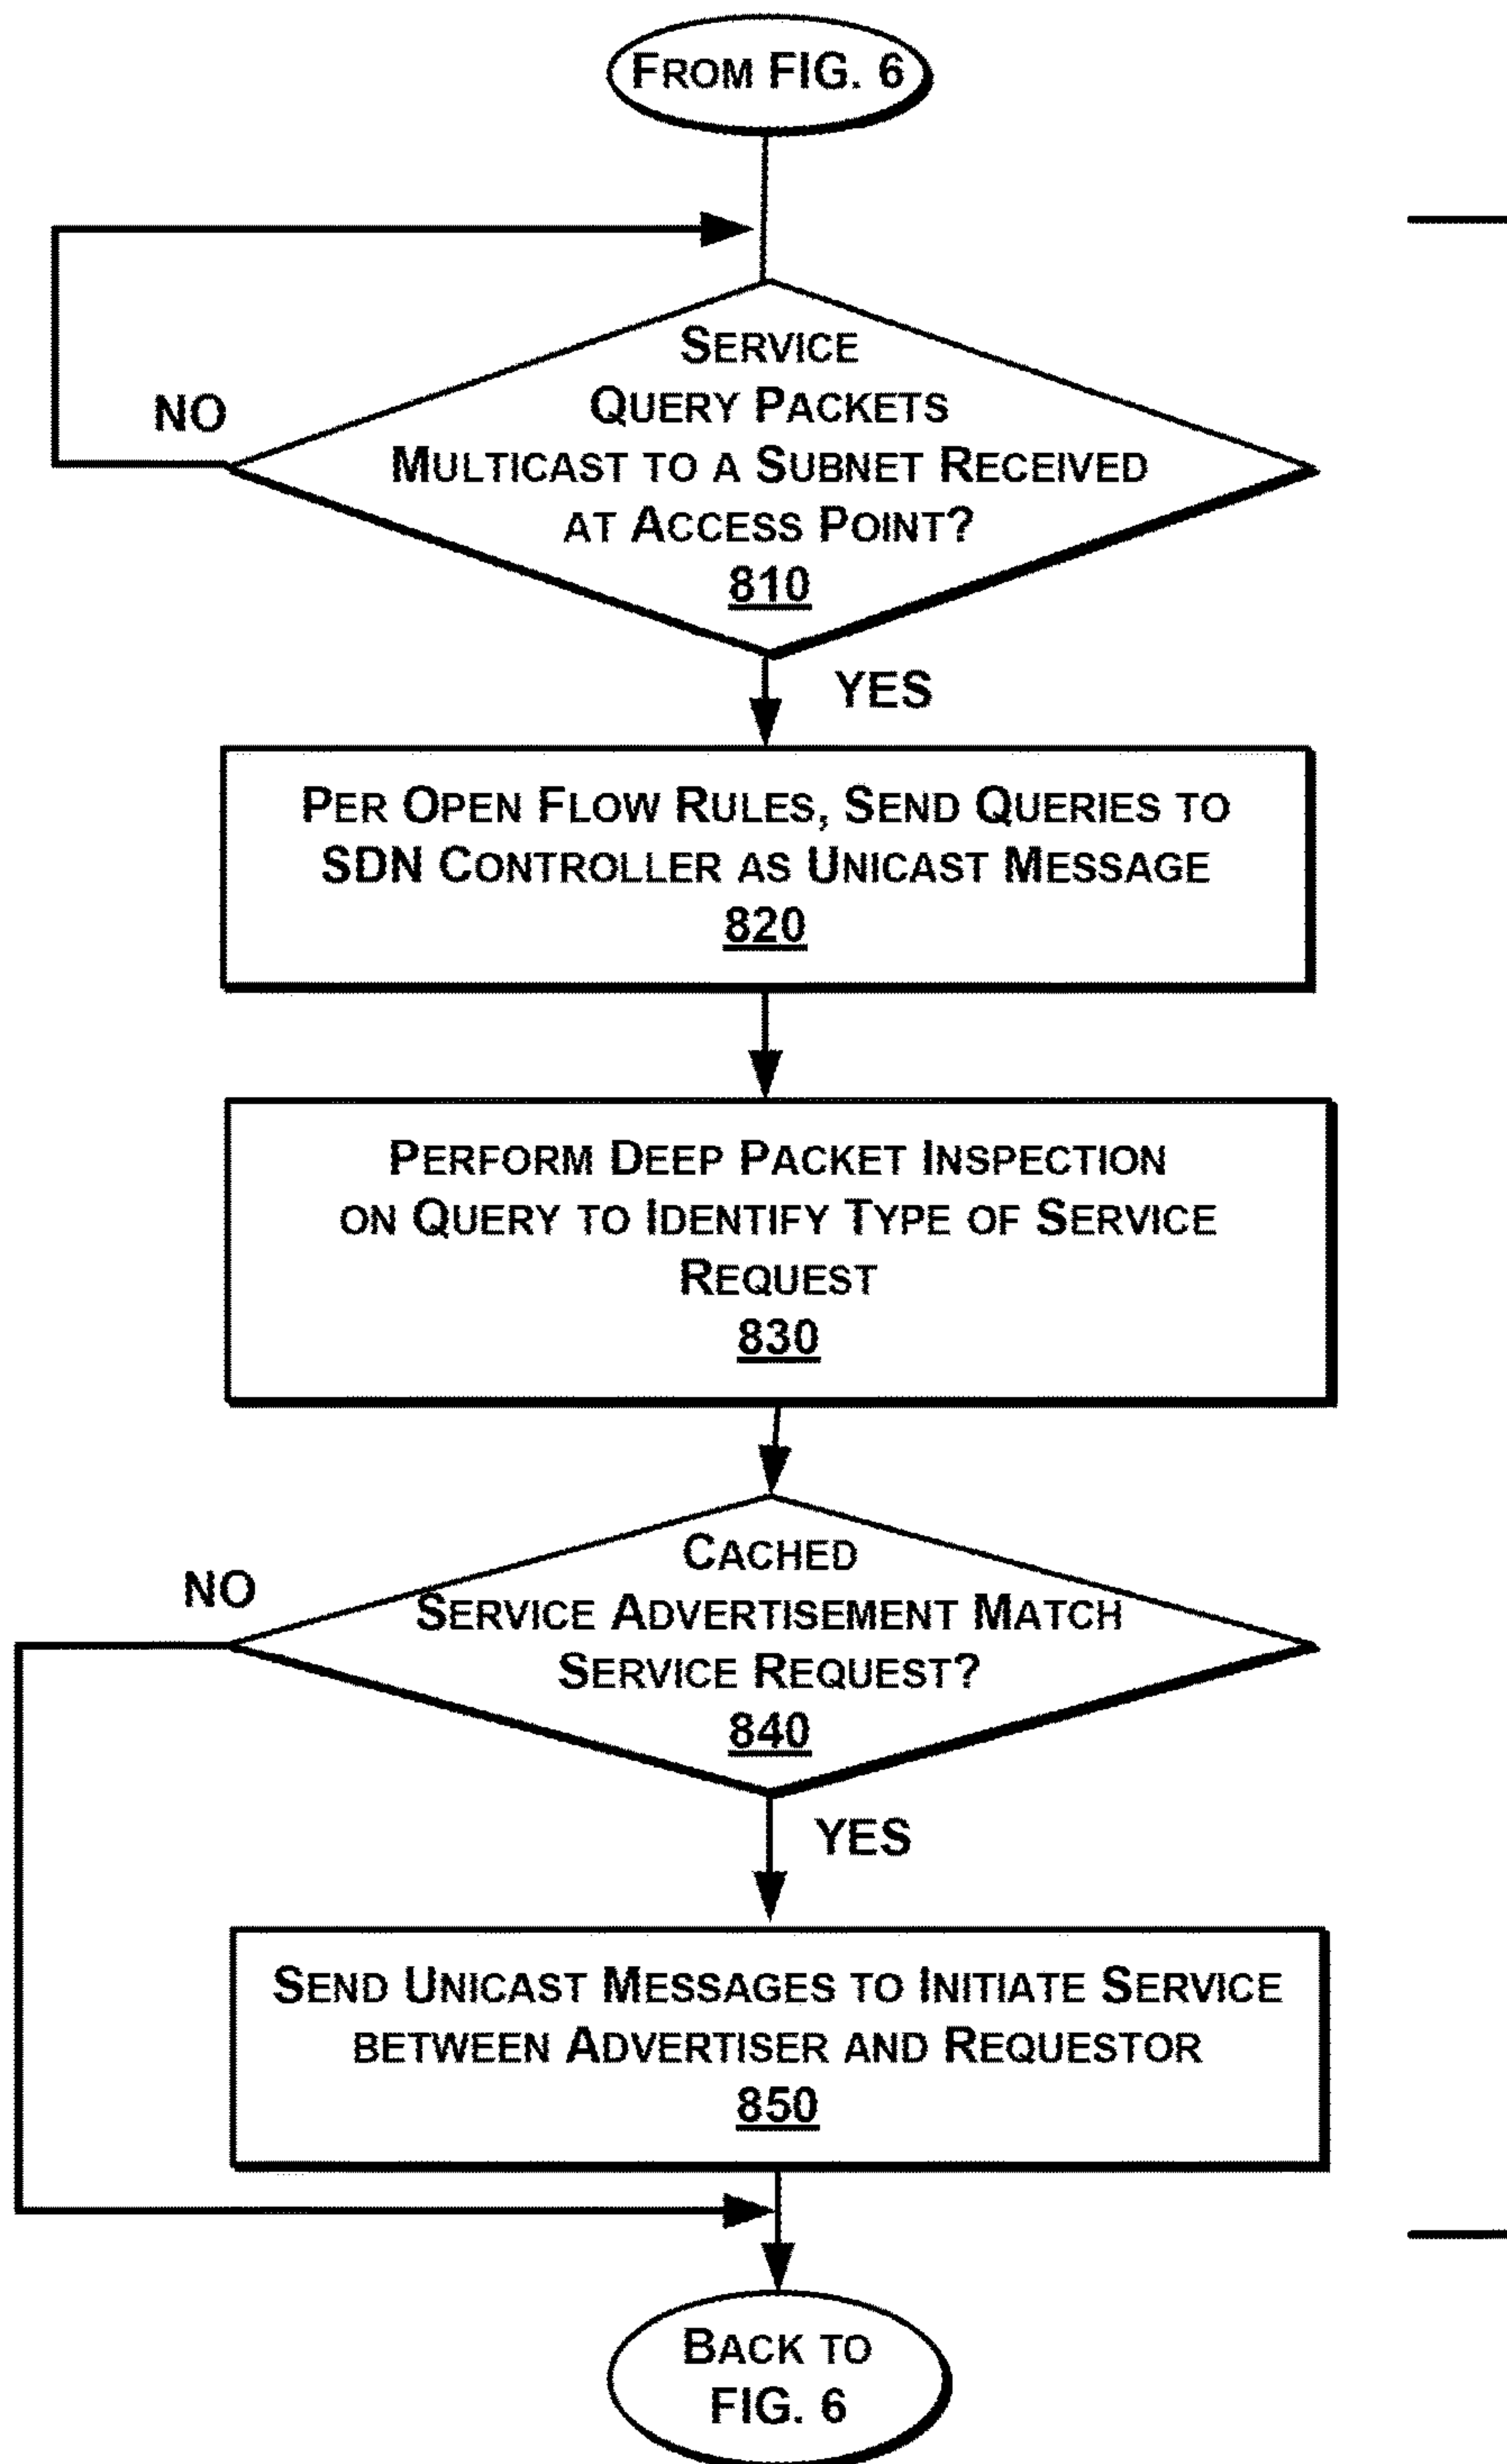 FROM FIG. 6
SERVICE
QUERY PACKETS
MULTICAST TO A SUBNET RECEIVED
AT ACCESS POINT?
810
NO
YES
PER OPEN FLOW RULES, SEND QUERIES TO
SDN CONTROLLER AS UNICAST MESSAGE
820
PERFORM DEEP PACKET INSPECTION
ON QUERY TO IDENTIFY TYPE OF SERVICE
REQUEST
830
CACHED
SERVICE ADVERTISEMENT MATCH
SERVICE REQUEST?
840
NO
YES
SEND UNICAST MESSAGES TO INITIATE SERVICE
BETWEEN ADVERTISER AND REQUESTOR
850
BACK TO
FIG. 6